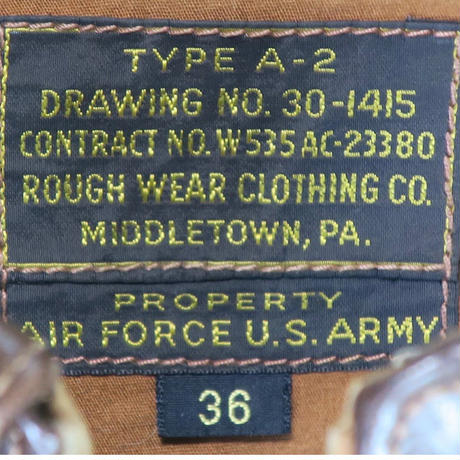 TYPE A-2
DRAWING NO. 30-1415
CONTRACT NO. W535 AC-23380
ROUGH WEAR CLOTHING CO.
MIDDLETOWN, PA.
PROPERTY
AIR FORCE U.S. ARMY
36